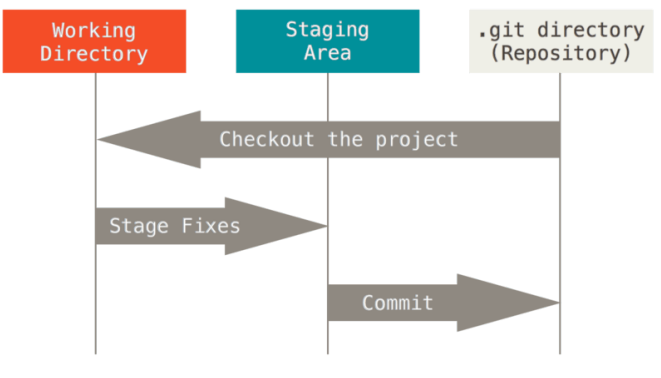 Working
Directory
Staging
Area
.git directory
(Repository)
Checkout the project
Stage Fixes
Commit